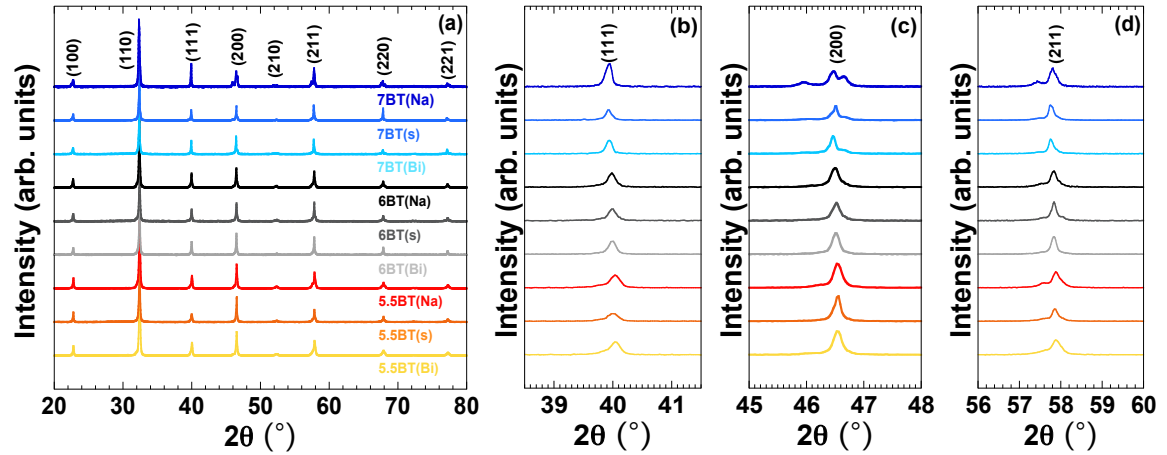 (a)
(100)
(110)
(111)
(200)
(210)
(211)
(220)
(221)
7BT(Na)
7BT(s)
7BT(Bi)
6BT(Na)
6BT(s)
6BT(Bi)
5.5BT(Na)
5.5BT(s)
5.5BT(Bi)
Intensity (arb. units)
20 30 40 50 60 70 80
2θ (°)
(b)
(111)
Intensity (arb. units)
39 40 41
2θ (°)
(c)
(200)
Intensity (arb. units)
45 46 47 48
2θ (°)
(d)
(211)
Intensity (arb. units)
56 57 58 59 60
2θ (°)